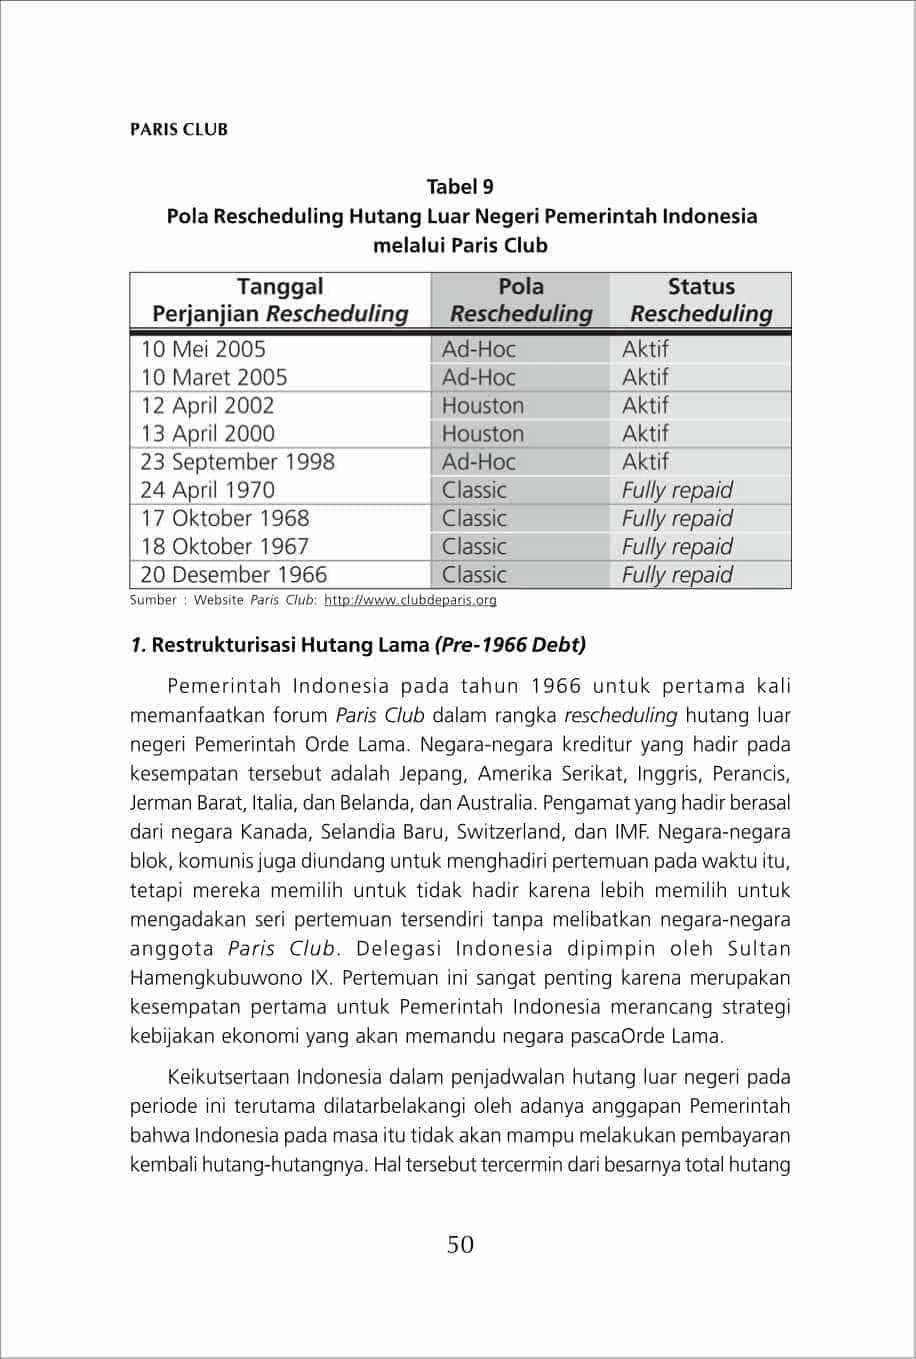 PARIS CLUB
Tabel 9
Pola Rescheduling Hutang Luar Negeri Pemerintah Indonesia
melalui Paris Club
Tanggal Pola Status
Perjanjian Rescheduling Rescheduling Rescheduling
10 Mei 2005 Ad-Hoc Aktif
10 Maret 2005 Ad-Hoc Aktif
12 April 2002 Houston Aktif
13 April 2000 Houston Aktif
23 September 1998 Ad-Hoc Aktif
24 April 1970 Classic Fully repaid
17 Oktober 1968 Classic Fully repaid
18 Oktober 1967 Classic Fully repaid
20 Desember 1966 Classic Fully repaid
Sumber : Website Paris Club: http://www.clubdeparis.org
1. Restrukturisasi Hutang Lama (Pre-1966 Debt)
Pemerintah Indonesia pada tahun 1966 untuk pertama kali
memanfaatkan forum Paris Club dalam rangka rescheduling hutang luar
negeri Pemerintah Orde Lama. Negara-negara kreditur yang hadir pada
kesempatan tersebut adalah Jepang, Amerika Serikat, Inggris, Perancis,
Jerman Barat, Italia, dan Belanda, dan Australia. Pengamat yang hadir berasal
dari negara Kanada, Selandia Baru, Switzerland, dan IMF. Negara-negara
blok, komunis juga diundang untuk menghadiri pertemuan pada waktu itu,
tetapi mereka memilih untuk tidak hadir karena lebih memilih untuk
mengadakan seri pertemuan tersendiri tanpa melibatkan negara-negara
anggota Paris Club. Delegasi Indonesia dipimpin oleh Sultan
Hamengkubuwono IX. Pertemuan ini sangat penting karena merupakan
kesempatan pertama untuk Pemerintah Indonesia merancang strategi
kebijakan ekonomi yang akan memandu negara pascaOrde Lama.
Keikutsertaan Indonesia dalam penjadwalan hutang luar negeri pada
periode ini terutama dilatarbelakangi oleh adanya anggapan Pemerintah
bahwa Indonesia pada masa itu tidak akan mampu melakukan pembayaran
kembali hutang-hutangnya. Hal tersebut tercermin dari besarnya total hutang
50